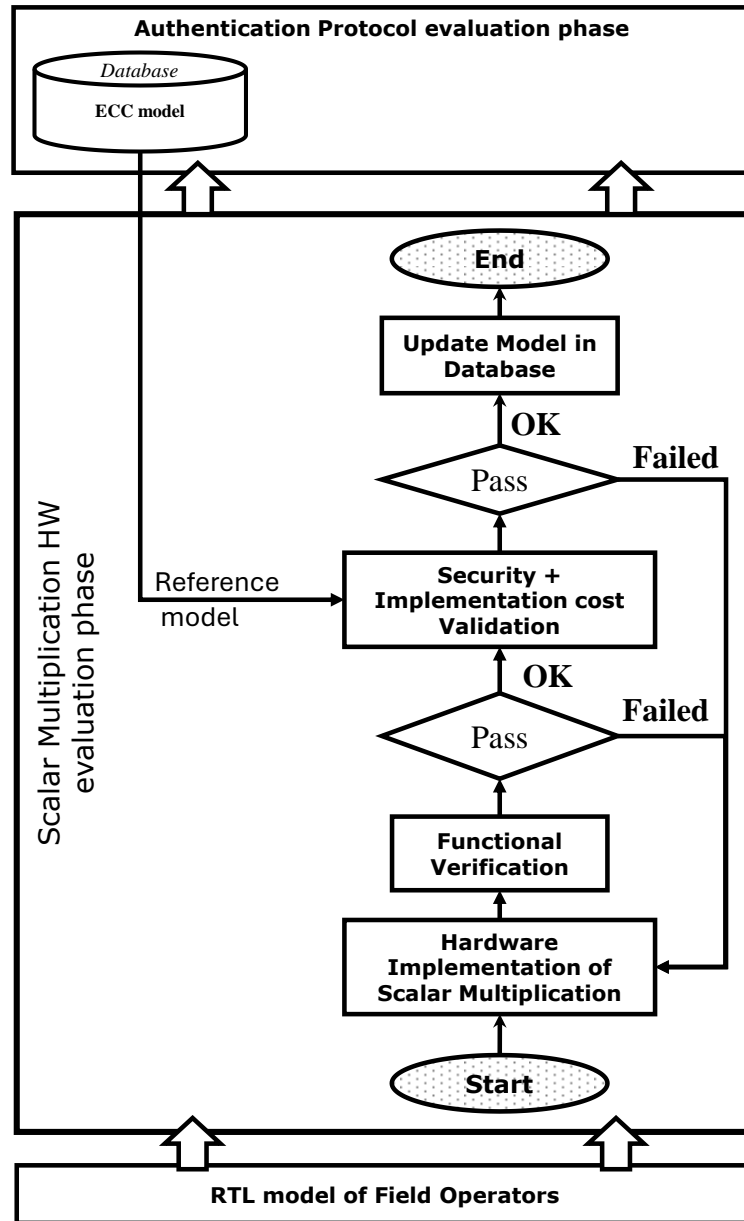 Authentication Protocol evaluation phase
Database
ECC model
End
Update Model in
Database
OK
Pass
Failed
Scalar Multiplication HW
evaluation phase
Security +
Implementation cost
Validation
Reference
model
OK
Pass
Failed
Functional
Verification
Hardware
Implementation of
Scalar Multiplication
Start
RTL model of Field Operators